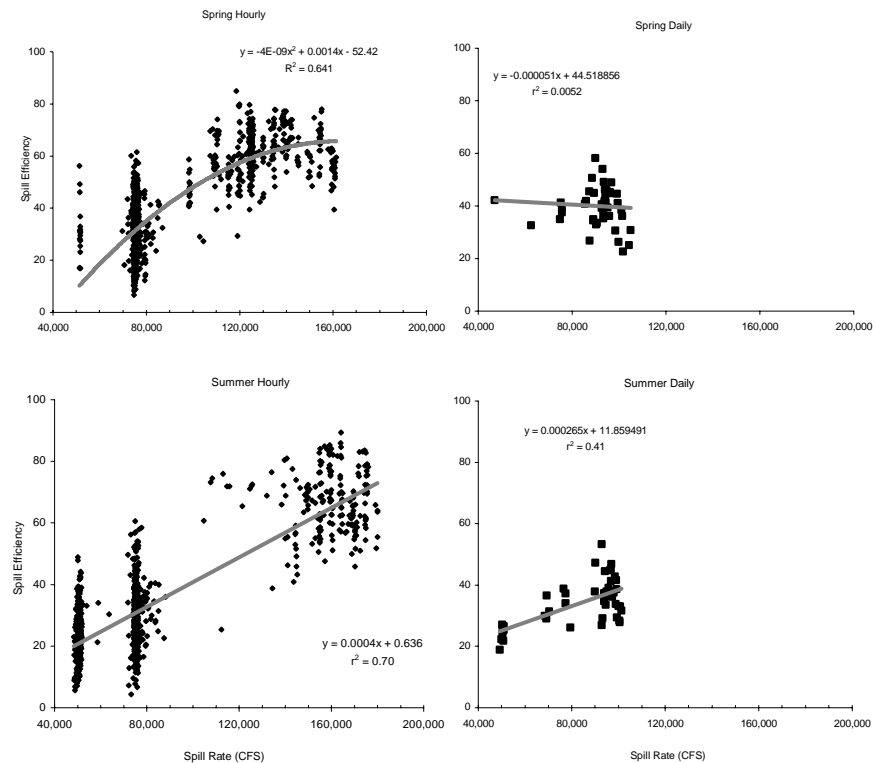 Spring Hourly
y = -4E-09x² + 0.0014x - 52.42
R² = 0.641
Spill Efficiency
100
80
60
40
20
0
40,000 80,000 120,000 160,000 200,000
Spring Daily
y = -0.000051x + 44.518856
r² = 0.0052
100
80
60
40
20
0
40,000 80,000 120,000 160,000 200,000
Summer Hourly
y = 0.0004x + 0.636
r² = 0.70
Spill Efficiency
100
80
60
40
20
0
40,000 80,000 120,000 160,000 200,000
Spill Rate (CFS)
Summer Daily
y = 0.000265x + 11.859491
r² = 0.41
100
80
60
40
20
0
40,000 80,000 120,000 160,000 200,000
Spill Rate (CFS)